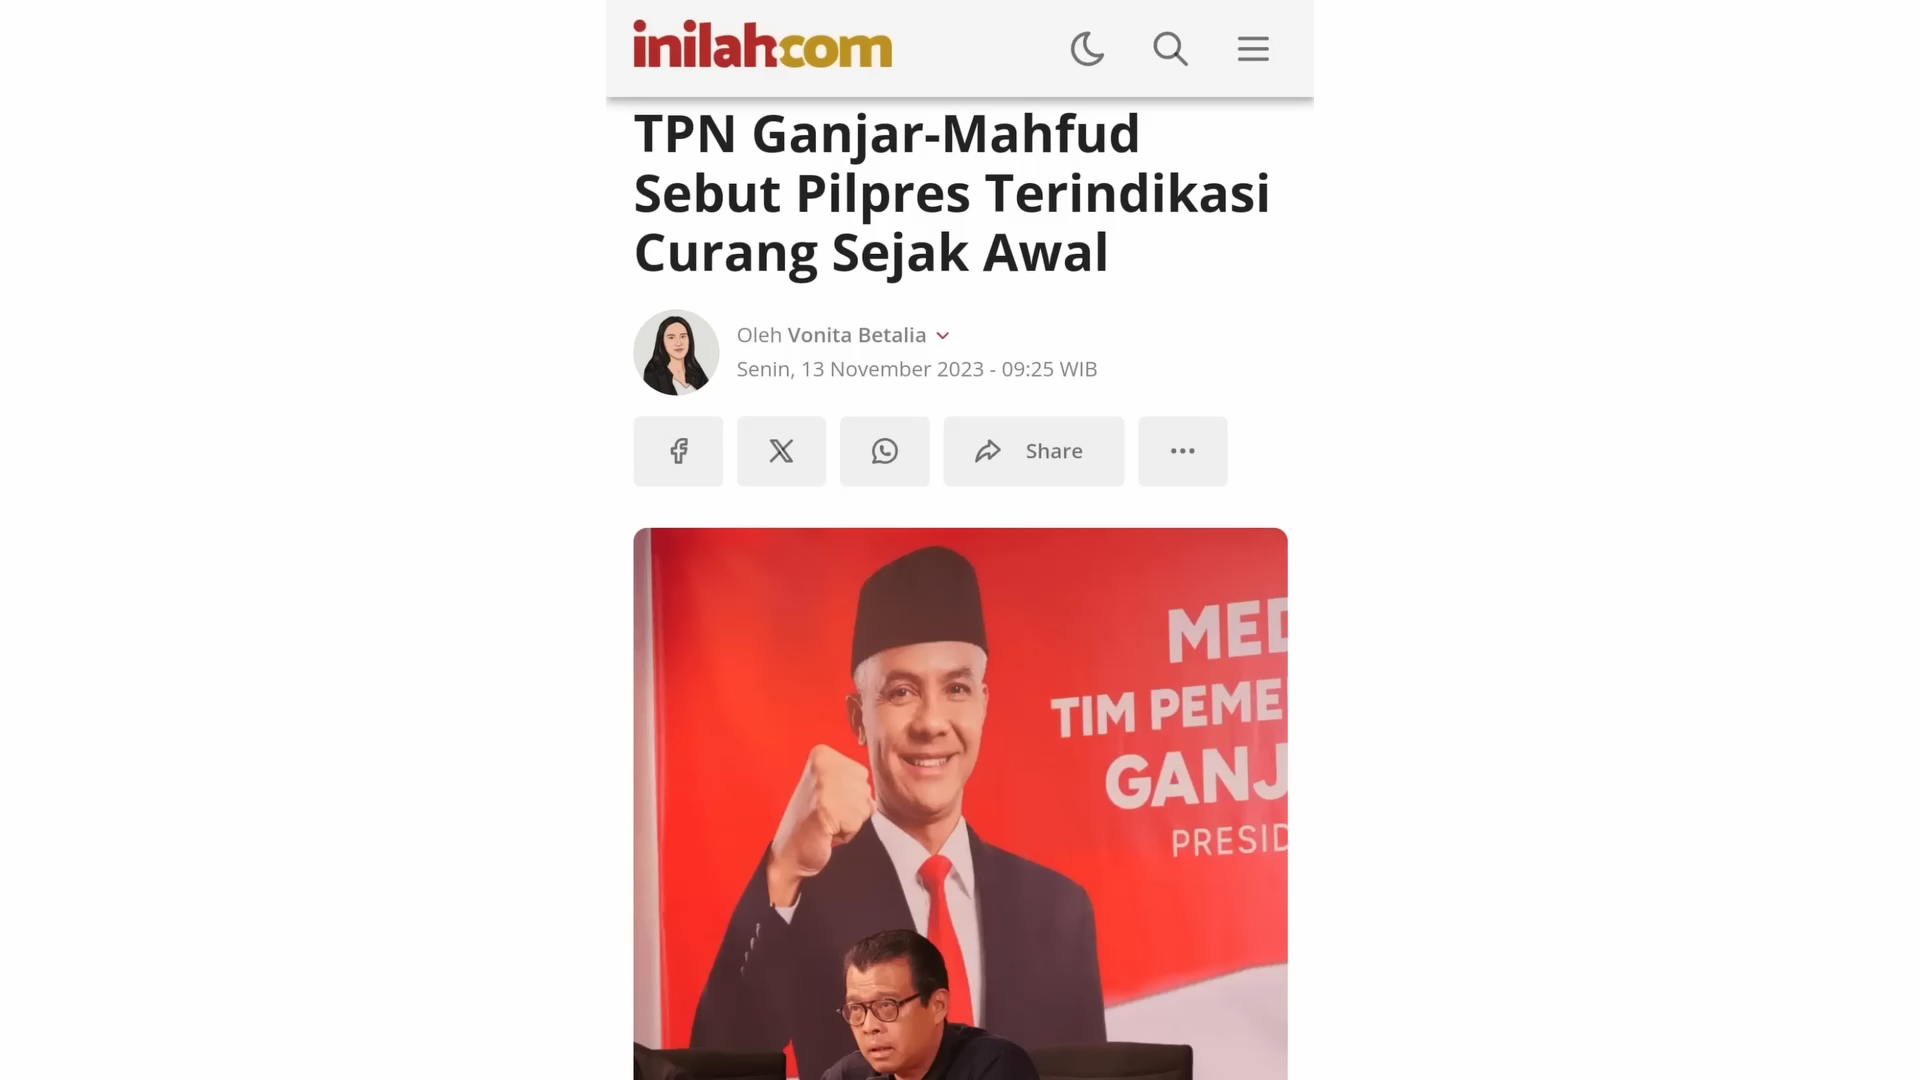 inilah.com
TPN Ganjar-Mahfud
Sebut Pilpres Terindikasi
Curang Sejak Awal
Oleh Vonita Betalia
Senin, 13 November 2023 - 09:25 WIB
Share
MED
TIM PEME
GANJ
PRESID